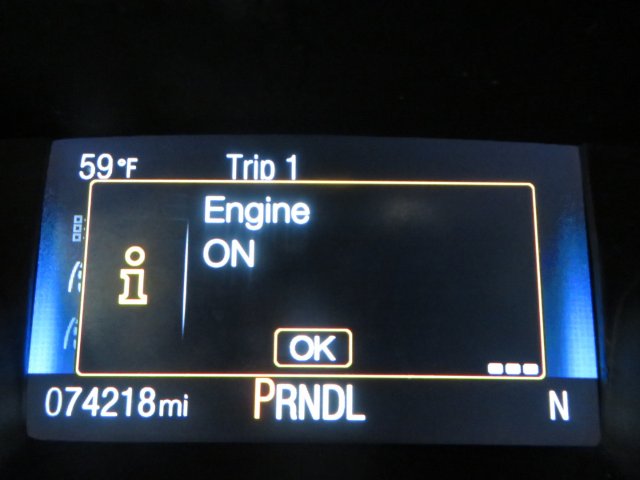 59°F Trip 1
Engine
ON
OK
074218mi PRNDL N